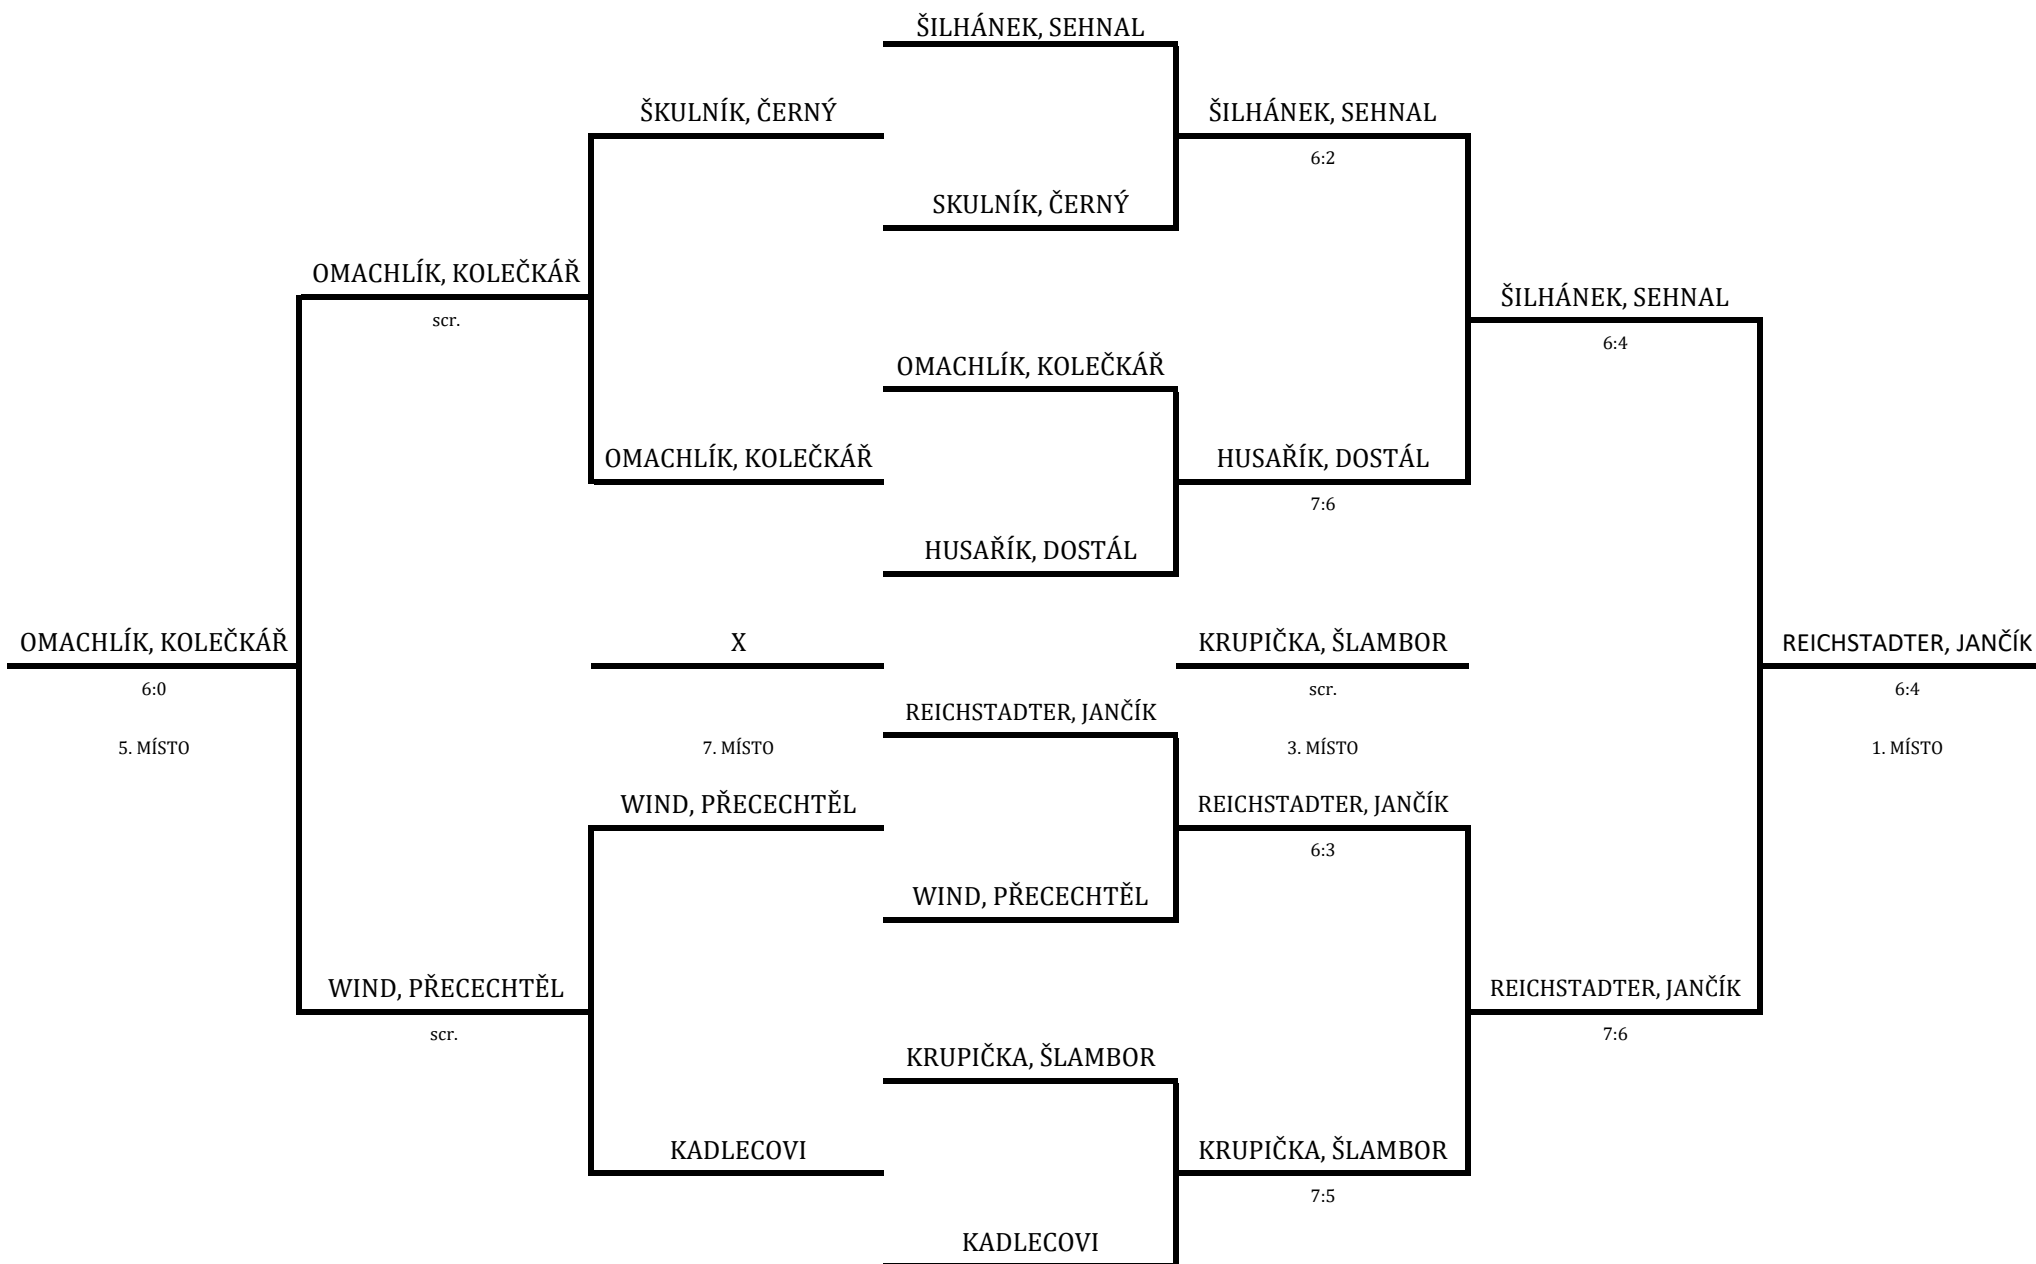 ŠILHÁNEK, SEHNAL
ŠKULNÍK, ČERNÝ
ŠILHÁNEK, SEHNAL
6:2
SKULNÍK, ČERNÝ
OMACHLÍK, KOLEČKÁŘ
scr.
ŠILHÁNEK, SEHNAL
6:4
OMACHLÍK, KOLEČKÁŘ
OMACHLÍK, KOLEČKÁŘ
HUSAŘÍK, DOSTÁL
7:6
HUSAŘÍK, DOSTÁL
OMACHLÍK, KOLEČKÁŘ
X
KRUPIČKA, ŠLAMBOR
REICHSTADTER, JANČÍK
6:0
scr.
6:4
REICHSTADTER, JANČÍK
5. MÍSTO
7. MÍSTO
3. MÍSTO
1. MÍSTO
WIND, PŘECECHTĚL
REICHSTADTER, JANČÍK
6:3
WIND, PŘECECHTĚL
WIND, PŘECECHTĚL
scr.
REICHSTADTER, JANČÍK
7:6
KRUPIČKA, ŠLAMBOR
KADLECOVI
KRUPIČKA, ŠLAMBOR
7:5
KADLECOVI